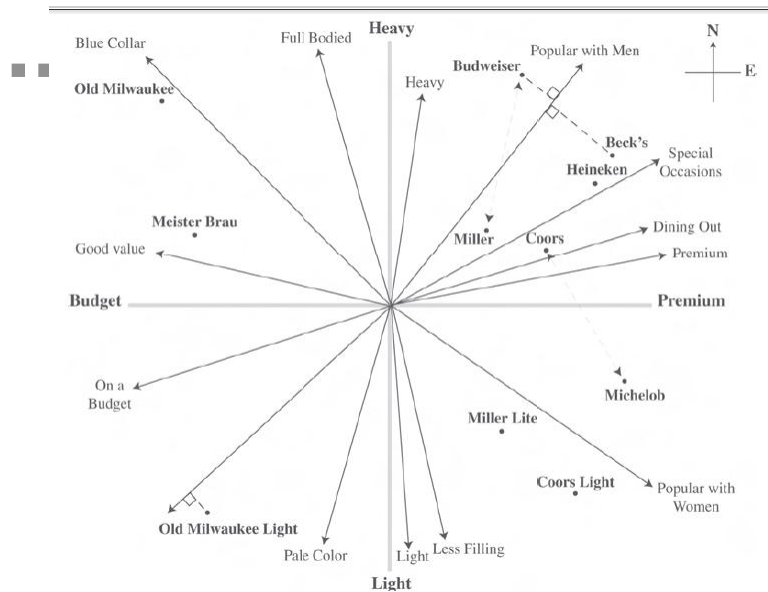 Heavy
N
E
Blue Collar
Full Bodied
Popular with Men
Budweiser
Heavy
Old Milwaukee
Beck's
Special
Occasions
Heineken
Meister Brau
Miller
Coors
Dining Out
Good value
Premium
Budget
Premium
On a
Budget
Michelob
Miller Lite
Coors Light
Popular with
Women
Old Milwaukee Light
Pale Color
Light
Less Filling
Light